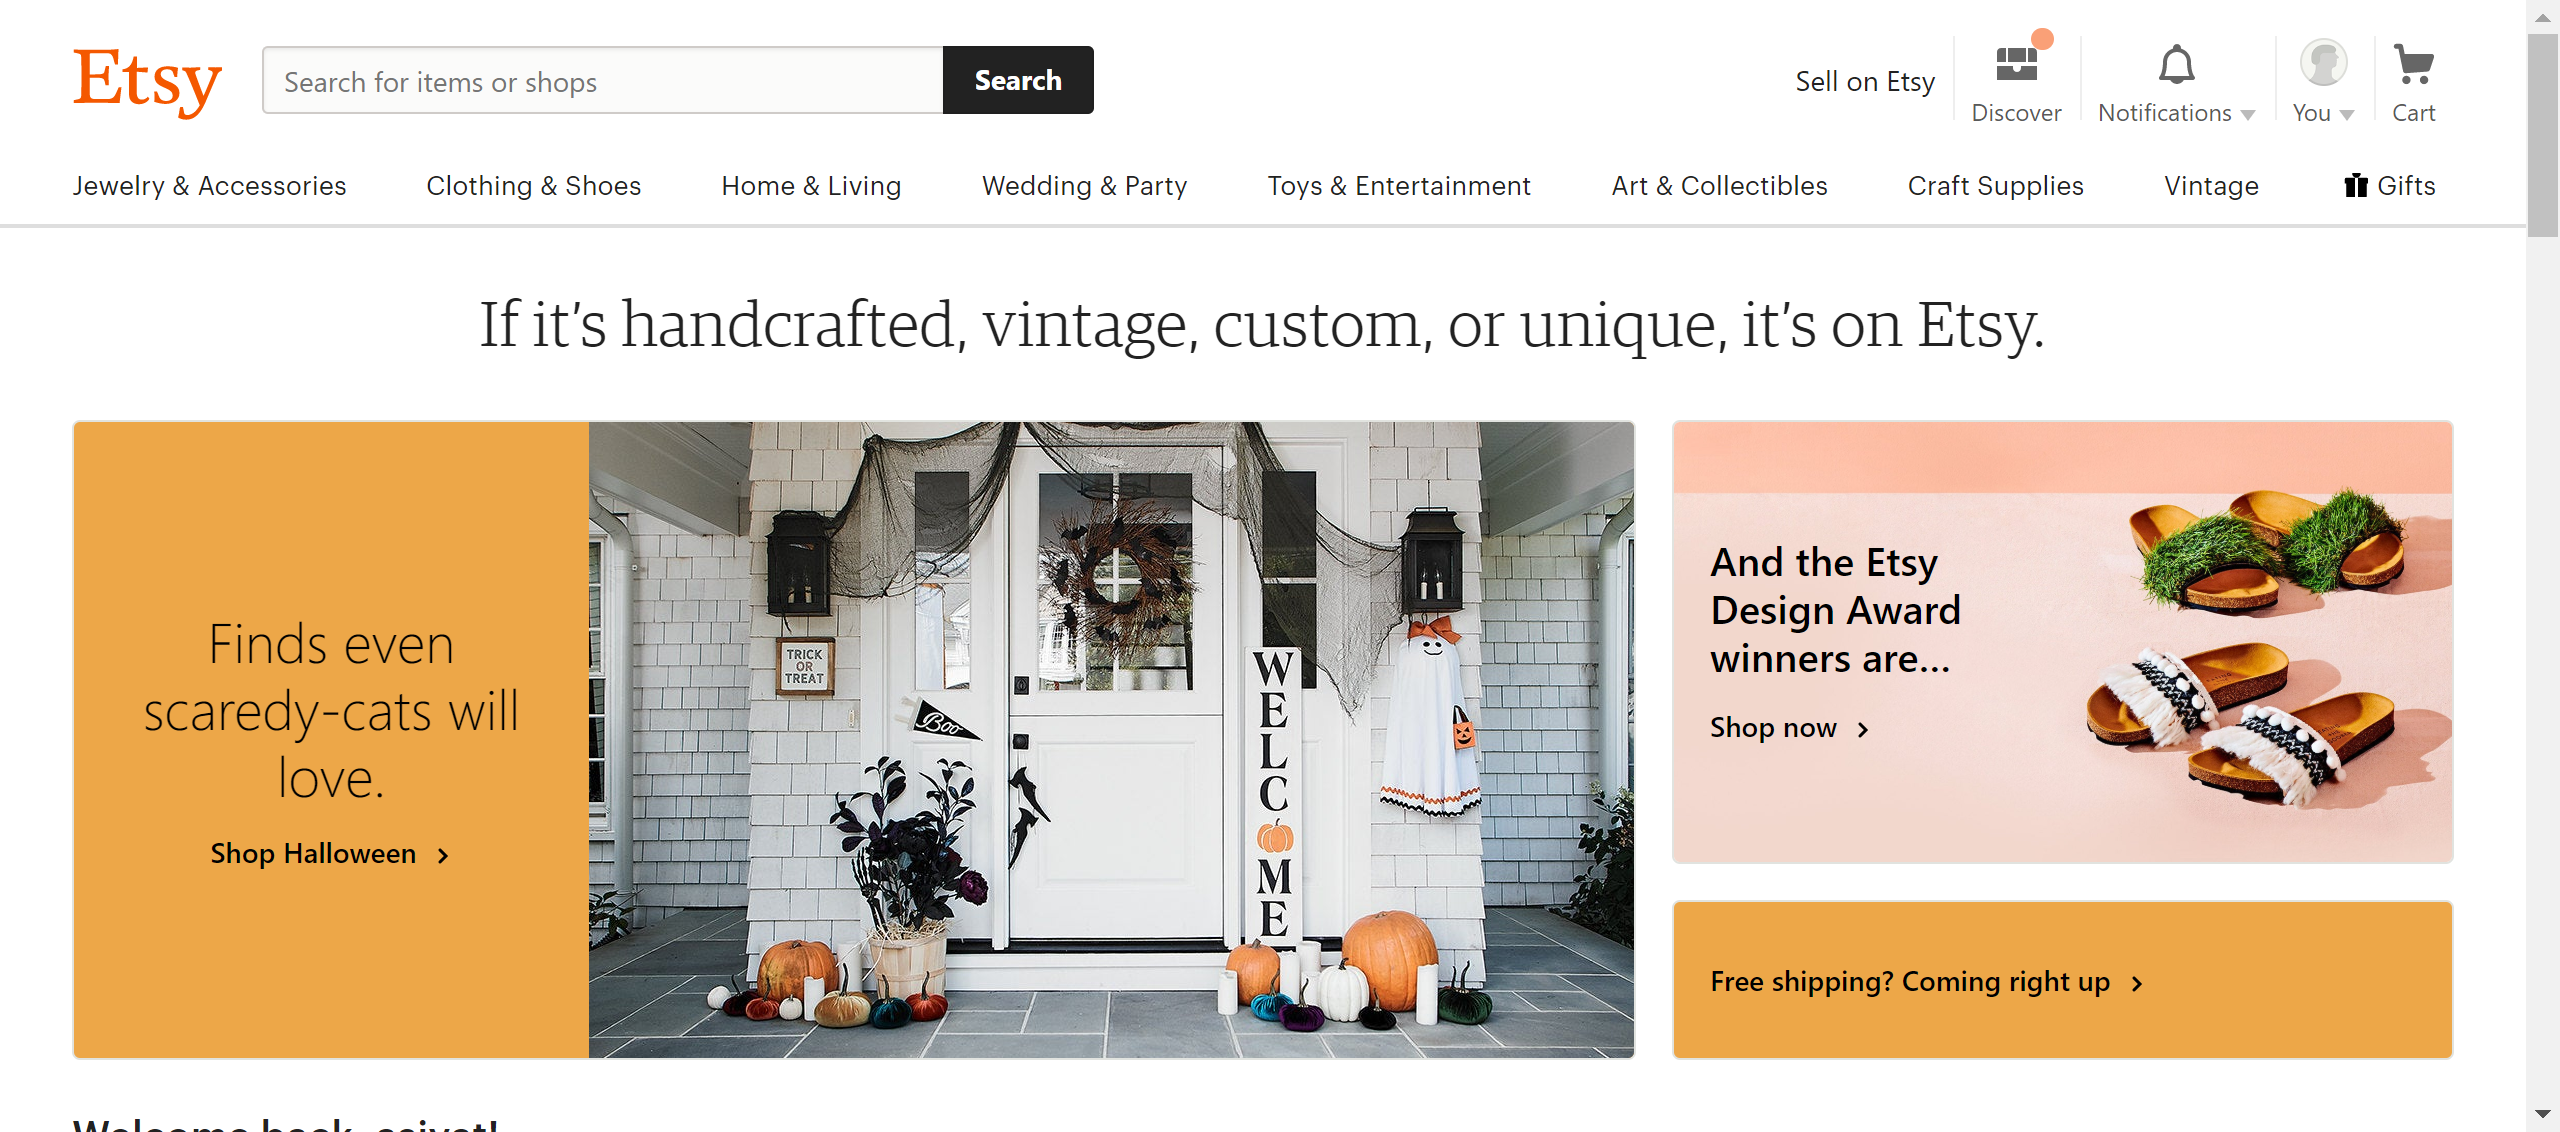 Etsy
Search for items or shops
Search
Sell on Etsy
Discover
Notifications
You
Cart
Jewelry & Accessories
Clothing & Shoes
Home & Living
Wedding & Party
Toys & Entertainment
Art & Collectibles
Craft Supplies
Vintage
Gifts
If it's handcrafted, vintage, custom, or unique, it's on Etsy.
Finds even
scaredy-cats will
love.
Shop Halloween
TRICK
OR
TREAT
Boo
WELCOME
And the Etsy
Design Award
winners are...
Shop now
Free shipping? Coming right up
Welcome back,